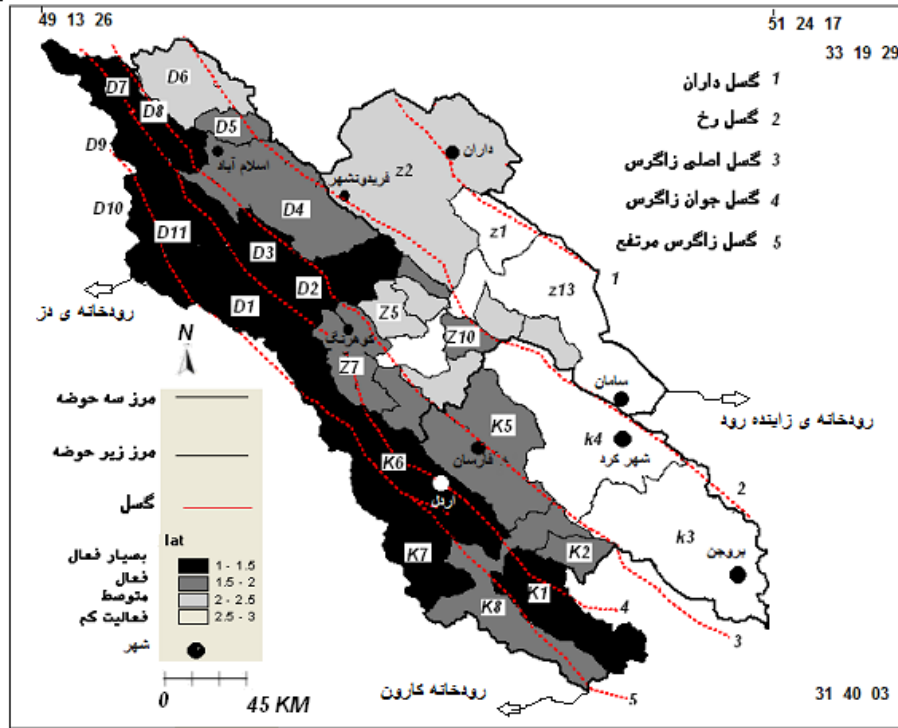 49 13 26
51 24 17
33 19 29
گسل داران 1
گسل رخ 2
گسل اصلی زاگرس 3
گسل جوان زاگرس 4
گسل زاگرس مرتفع 5
D7
D6
D8
D5
D9
اسلام آباد
داران
z2
فریدونشهر
D10
D4
D11
D3
z1
1
z13
D1
D2
Z5
رودخانه ی دز
کوهرنگ
Z10
N
Z7
سامان
رودخانه ی زاینده رود
K5
k4
شهر کرد
فارسان
K6
2
اردل
k3
K7
K2
بروجن
K1
K8
4
3
5
مرز سه حوضه
مرز زیر حوضه
گسل
lat
بسیار فعال 1 - 1.5
فعال 1.5 - 2
متوسط 2 - 2.5
فعالیت کم 2.5 - 3
شهر
0 45 KM
رودخانه کارون
31 40 03